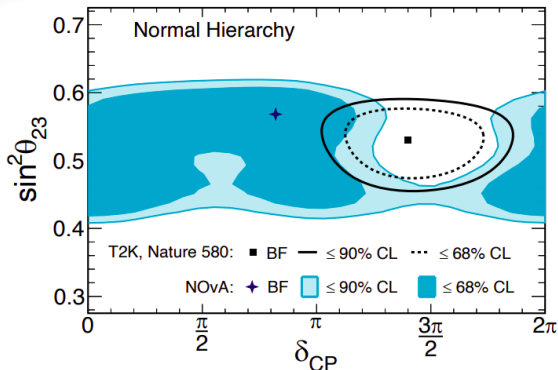 0.7
Normal Hierarchy
0.6
0.5
0.4
0.3
sin²θ₂₃
T2K, Nature 580: BF ≤ 90% CL ≤ 68% CL
NOvA: BF ≤ 90% CL ≤ 68% CL
0 π/2 π 3π/2 2π
δCP